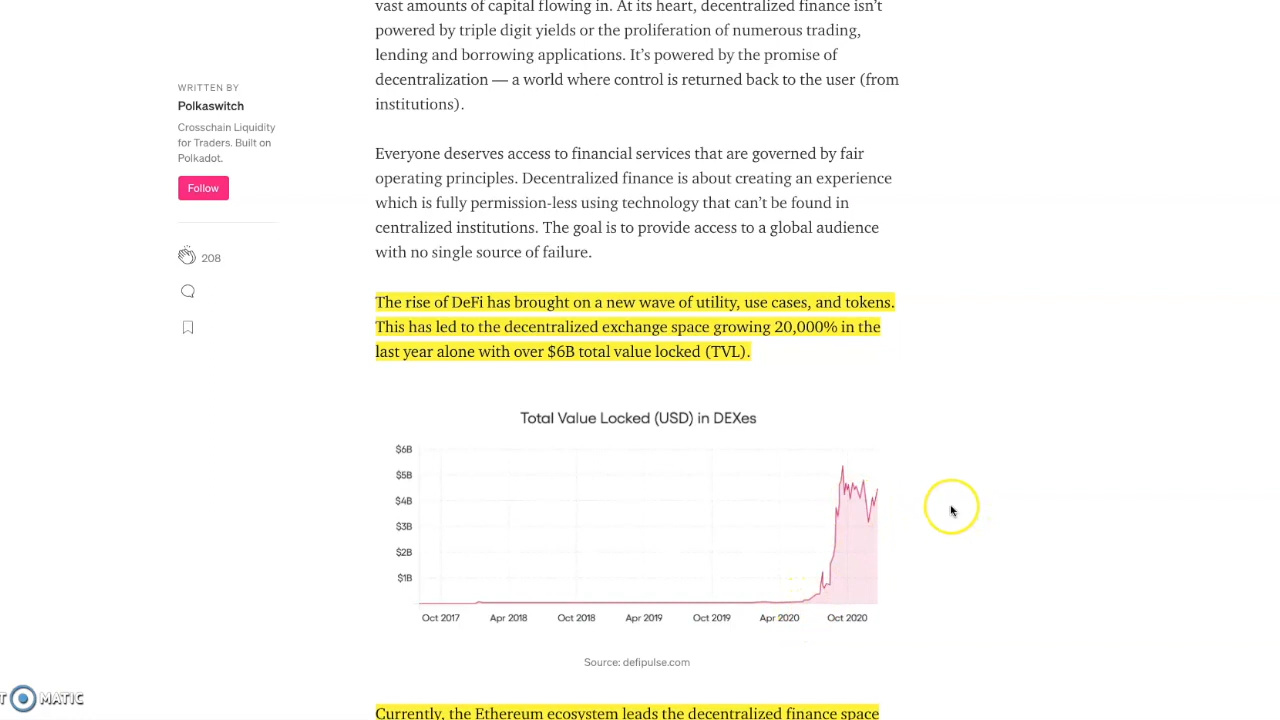 vast amounts of capital flowing in. At its heart, decentralized finance isn't
powered by triple digit yields or the proliferation of numerous trading,
lending and borrowing applications. It's powered by the promise of
decentralization — a world where control is returned back to the user (from
institutions).
WRITTEN BY
Polkaswitch
Crosschain Liquidity
for Traders. Built on
Polkadot.
Follow
208
Everyone deserves access to financial services that are governed by fair
operating principles. Decentralized finance is about creating an experience
which is fully permission-less using technology that can't be found in
centralized institutions. The goal is to provide access to a global audience
with no single source of failure.
The rise of DeFi has brought on a new wave of utility, use cases, and tokens.
This has led to the decentralized exchange space growing 20,000% in the
last year alone with over $6B total value locked (TVL).
Total Value Locked (USD) in DEXes
$6B
$5B
$4B
$3B
$2B
$1B
Oct 2017 Apr 2018 Oct 2018 Apr 2019 Oct 2019 Apr 2020 Oct 2020
Source: defipulse.com
Currently, the Ethereum ecosystem leads the decentralized finance space
T MATIC